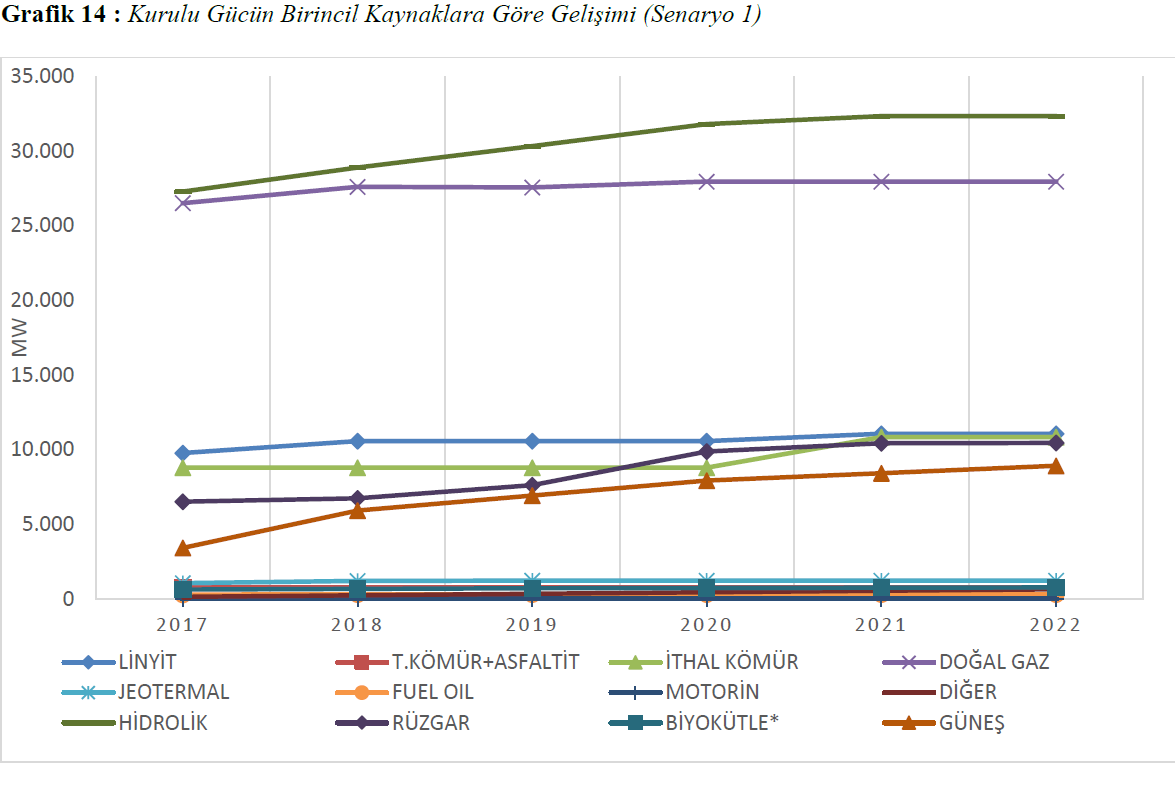 Grafik 14 : Kurulu Gücün Birincil Kaynaklara Göre Gelişimi (Senaryo 1)
35.000
30.000
25.000
20.000
15.000
10.000
5.000
0
MW
2017 2018 2019 2020 2021 2022
LİNYİT T.KÖMÜR+ASFALTİT İTHAL KÖMÜR DOĞAL GAZ
JEOTERMAL FUEL OIL MOTORİN DİĞER
HİDROLİK RÜZGAR BİYOKÜTLE* GÜNEŞ